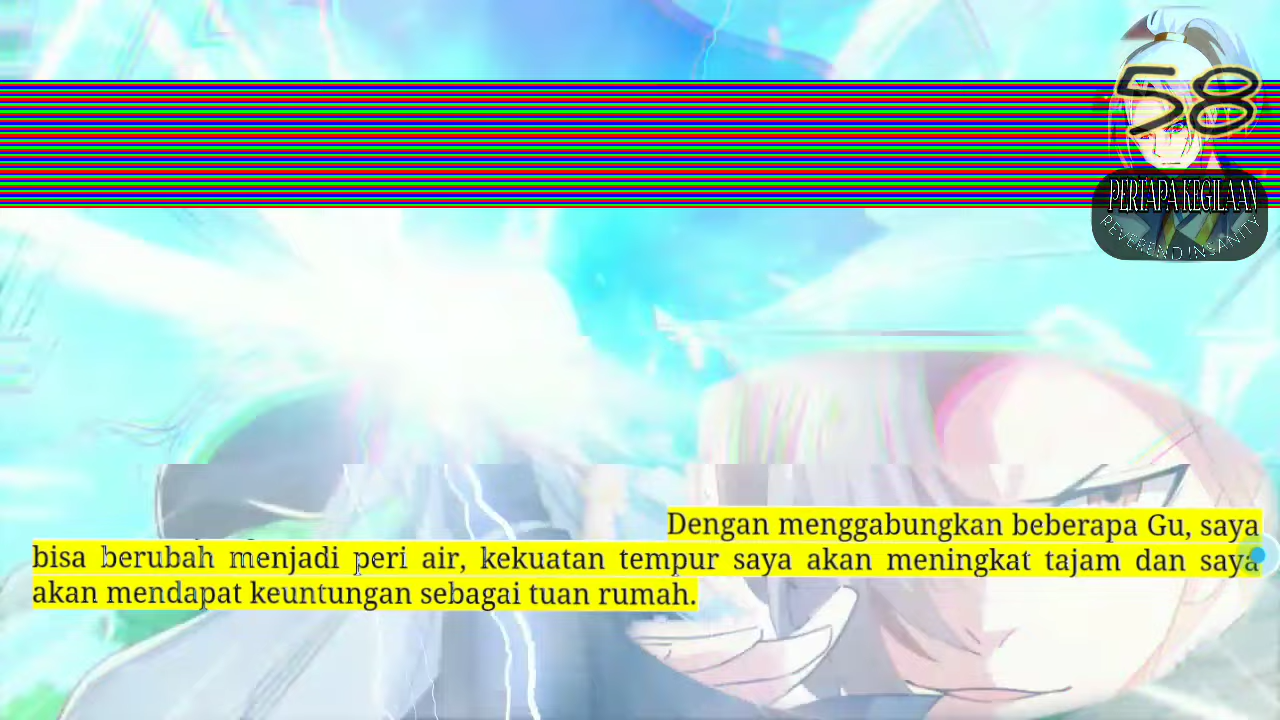 58
PERTAPA KEGILAAN
REVEREND INSANITY
Dengan menggabungkan beberapa Gu, saya
bisa berubah menjadi peri air, kekuatan tempur saya akan meningkat tajam dan saya
akan mendapat keuntungan sebagai tuan rumah.